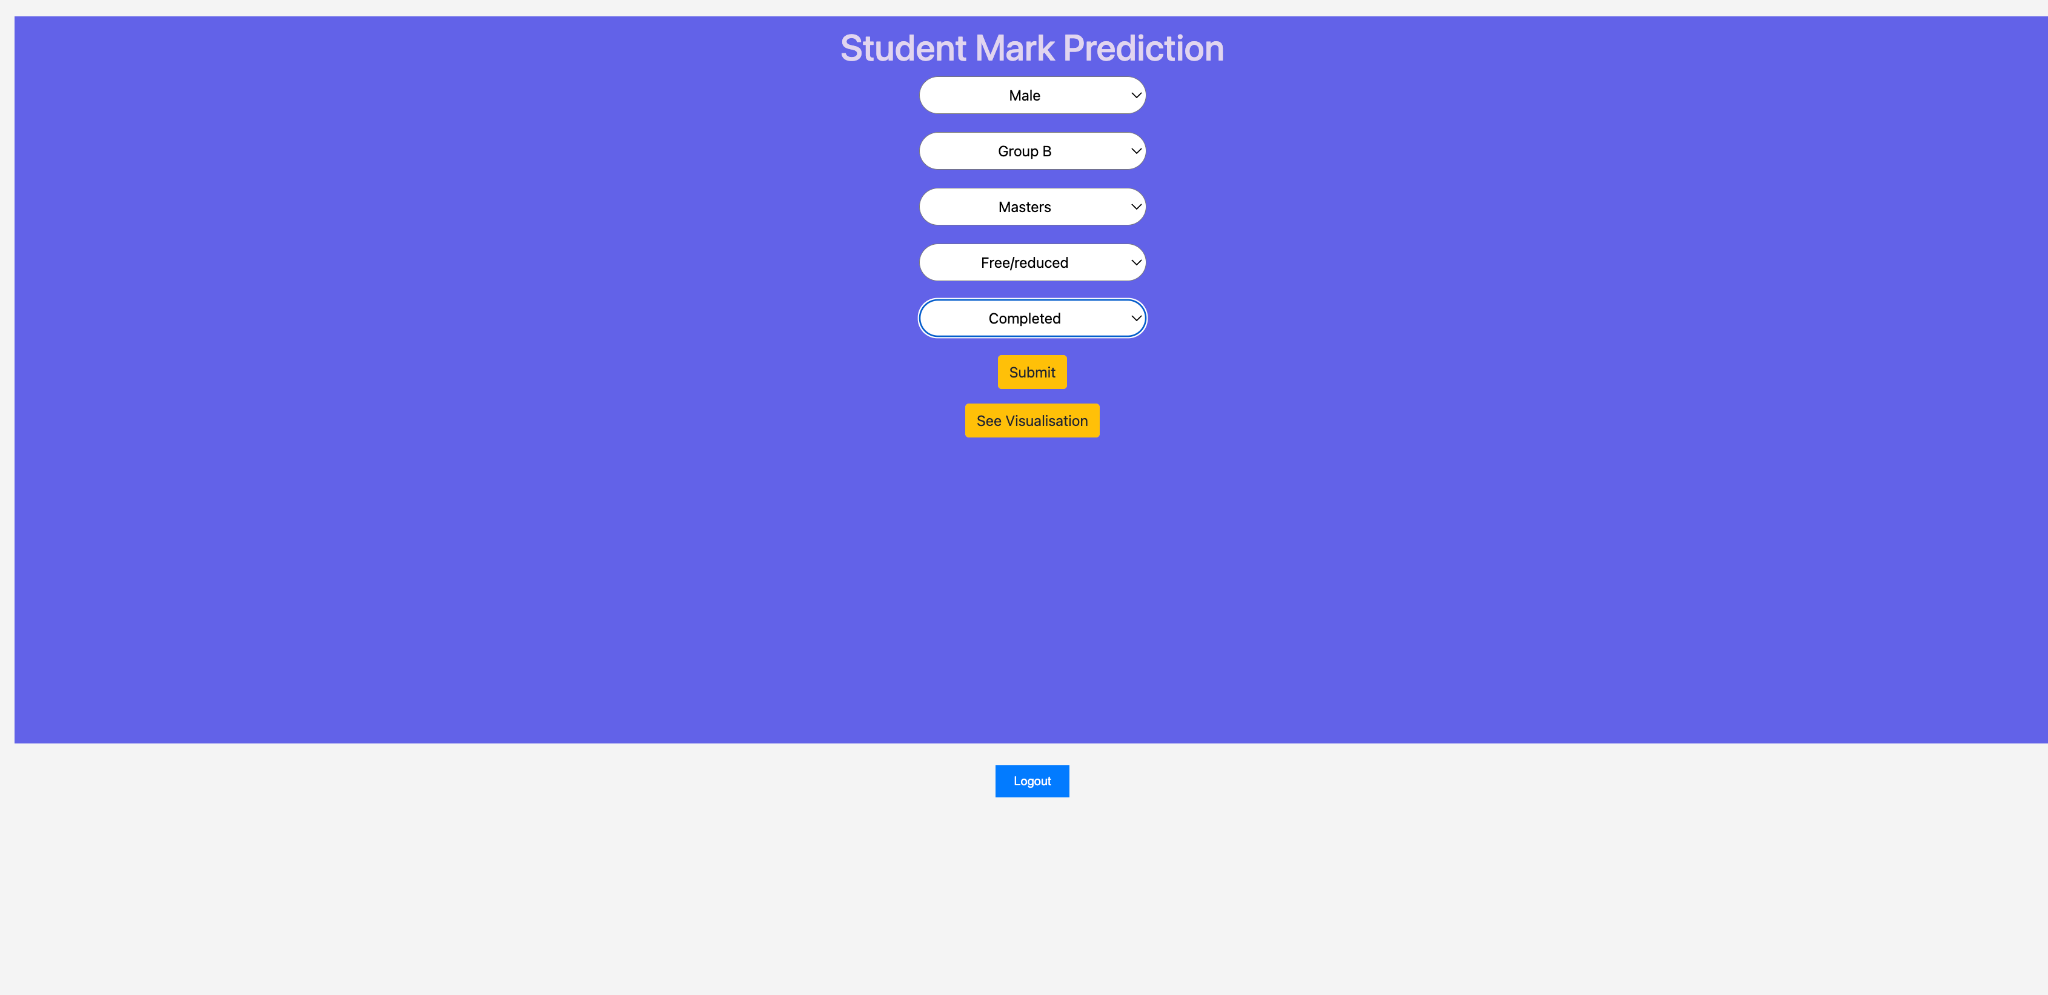 Student Mark Prediction
Male
Group B
Masters
Free/reduced
Completed
Submit
See Visualisation
Logout